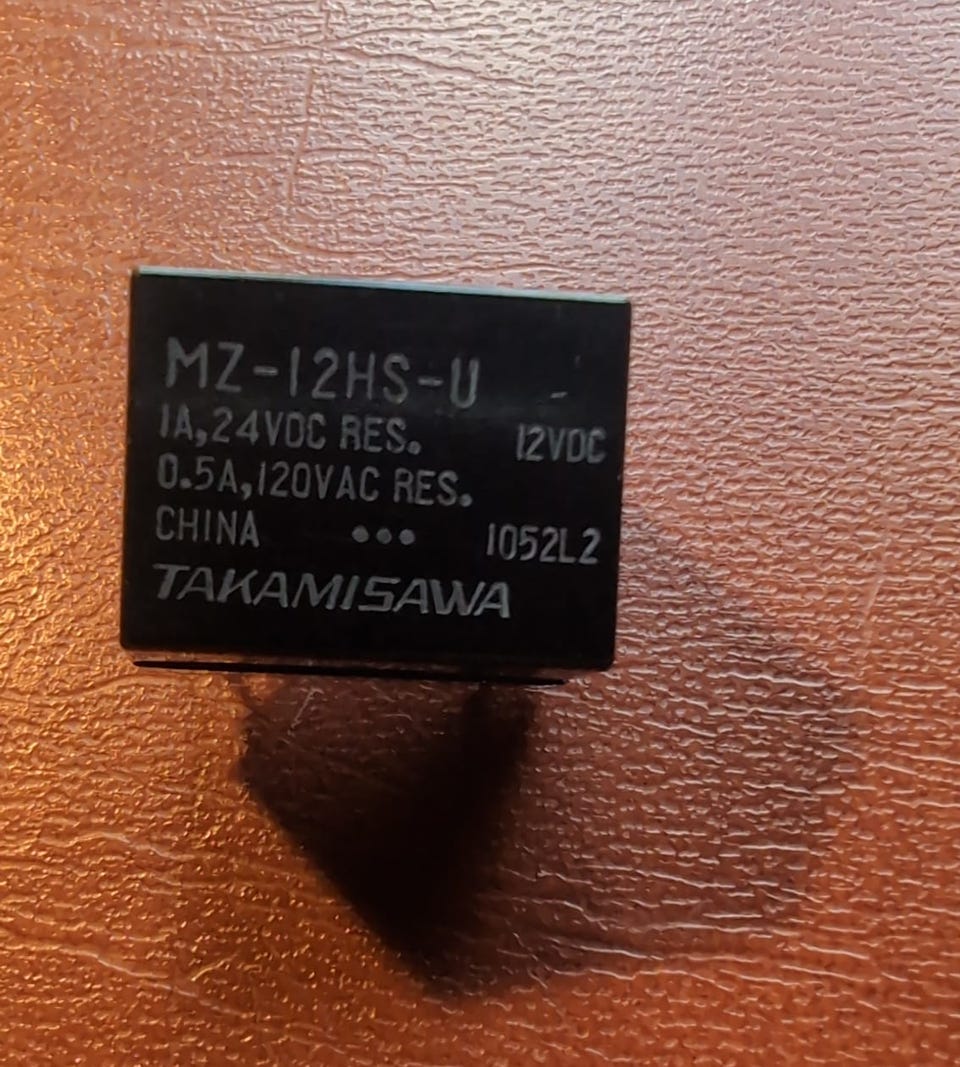 MZ-12HS-U
1A,24VDC RES. 12VDC
0.5A,120VAC RES.
CHINA ●●● 1052L2
TAKAMISAWA